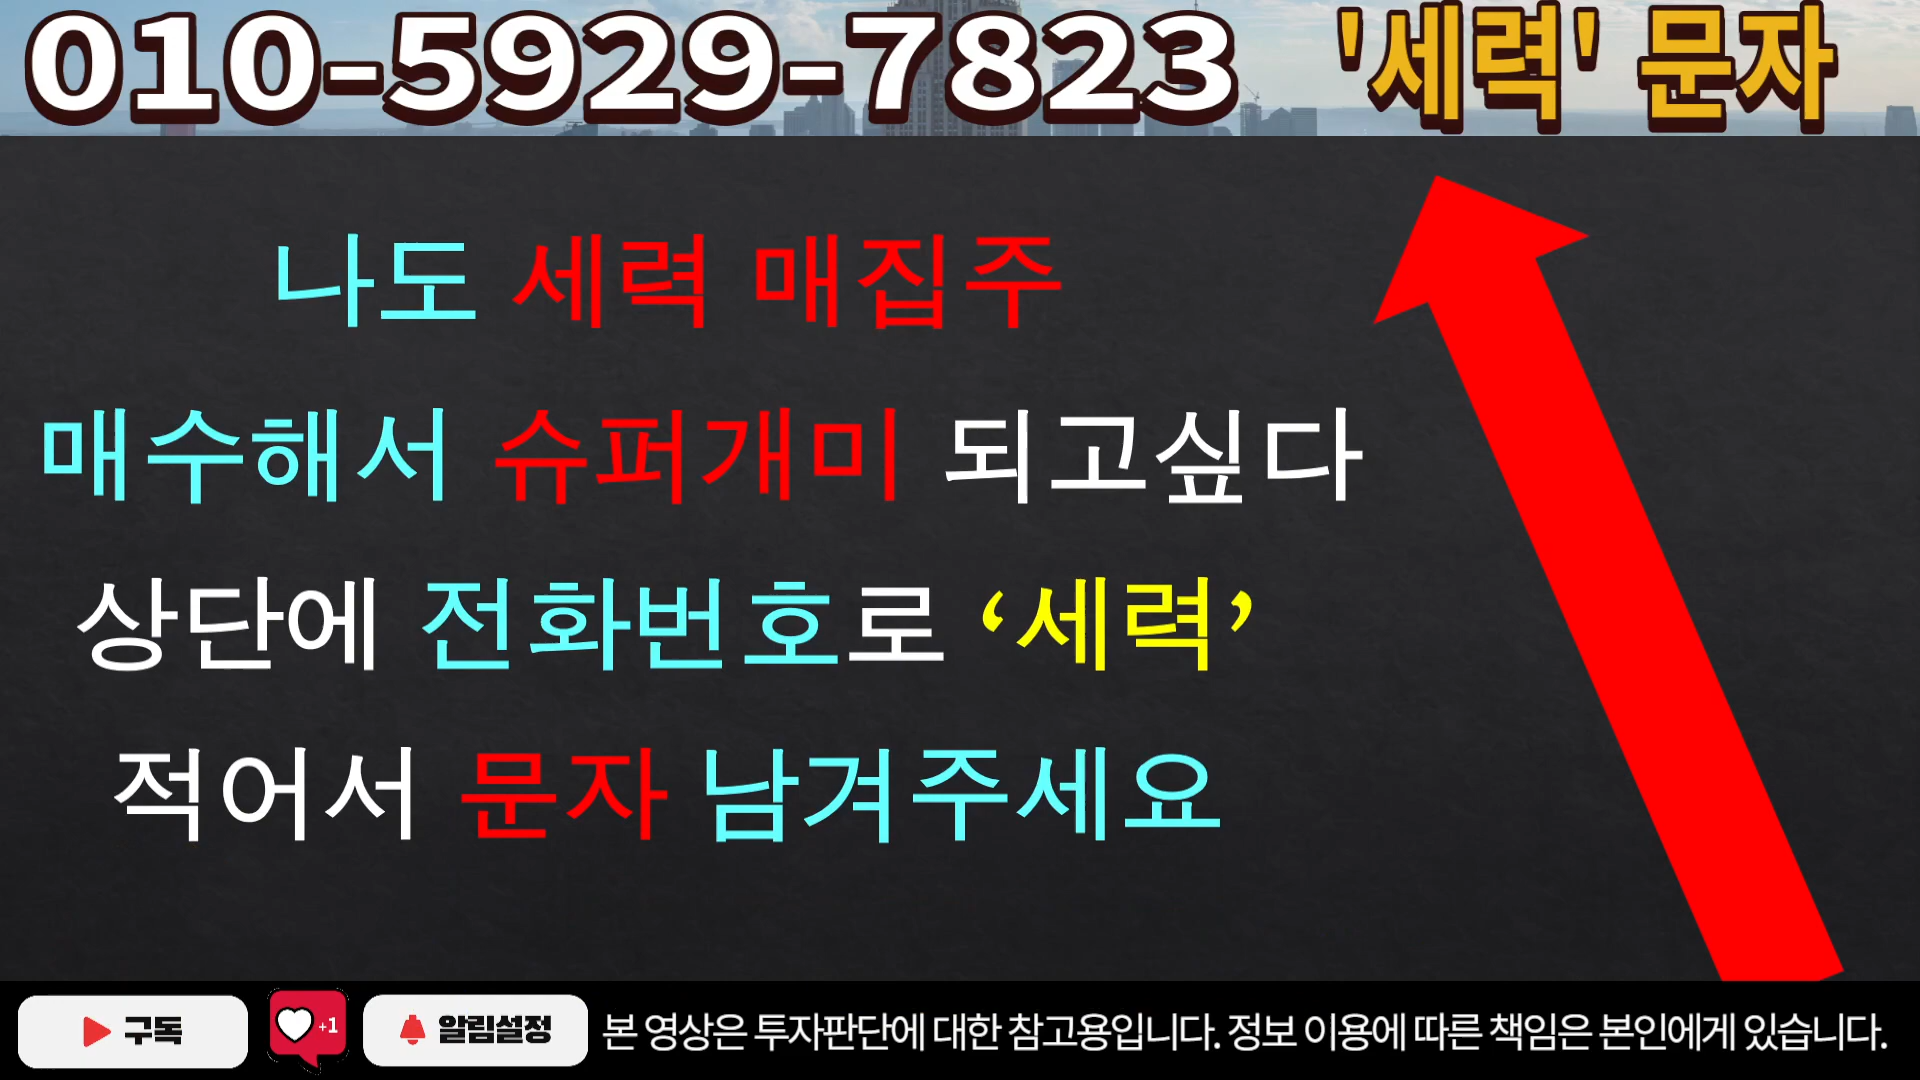 010-5929-7823 '세력' 문자
나도 세력 매집주
매수해서 슈퍼개미 되고싶다
상단에 전화번호로 ‘세력’
적어서 문자 남겨주세요
구독 +1 알림설정 본 영상은 투자판단에 대한 참고용입니다. 정보 이용에 따른 책임은 본인에게 있습니다.